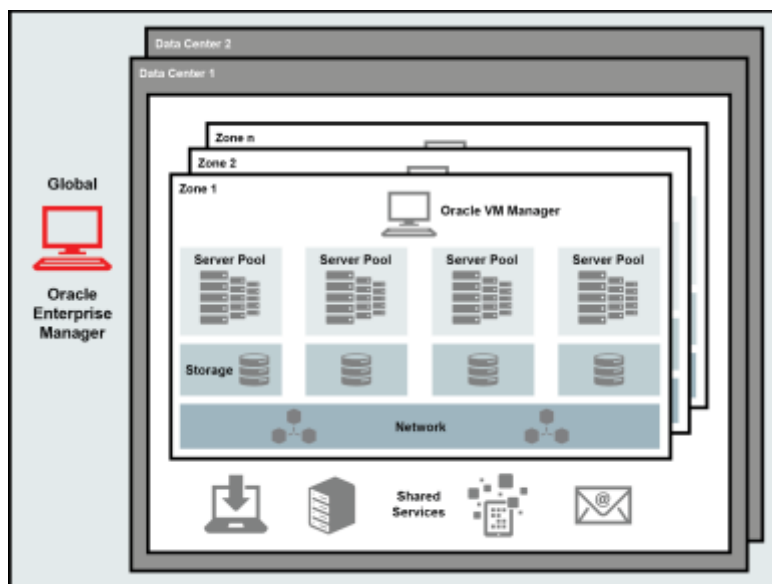 Data Center 2
Data Center 1
Zone n
Zone 2
Zone 1
Global
Oracle
Enterprise
Manager
Oracle VM Manager
Server Pool
Server Pool
Server Pool
Server Pool
Storage
Network
Shared
Services
@